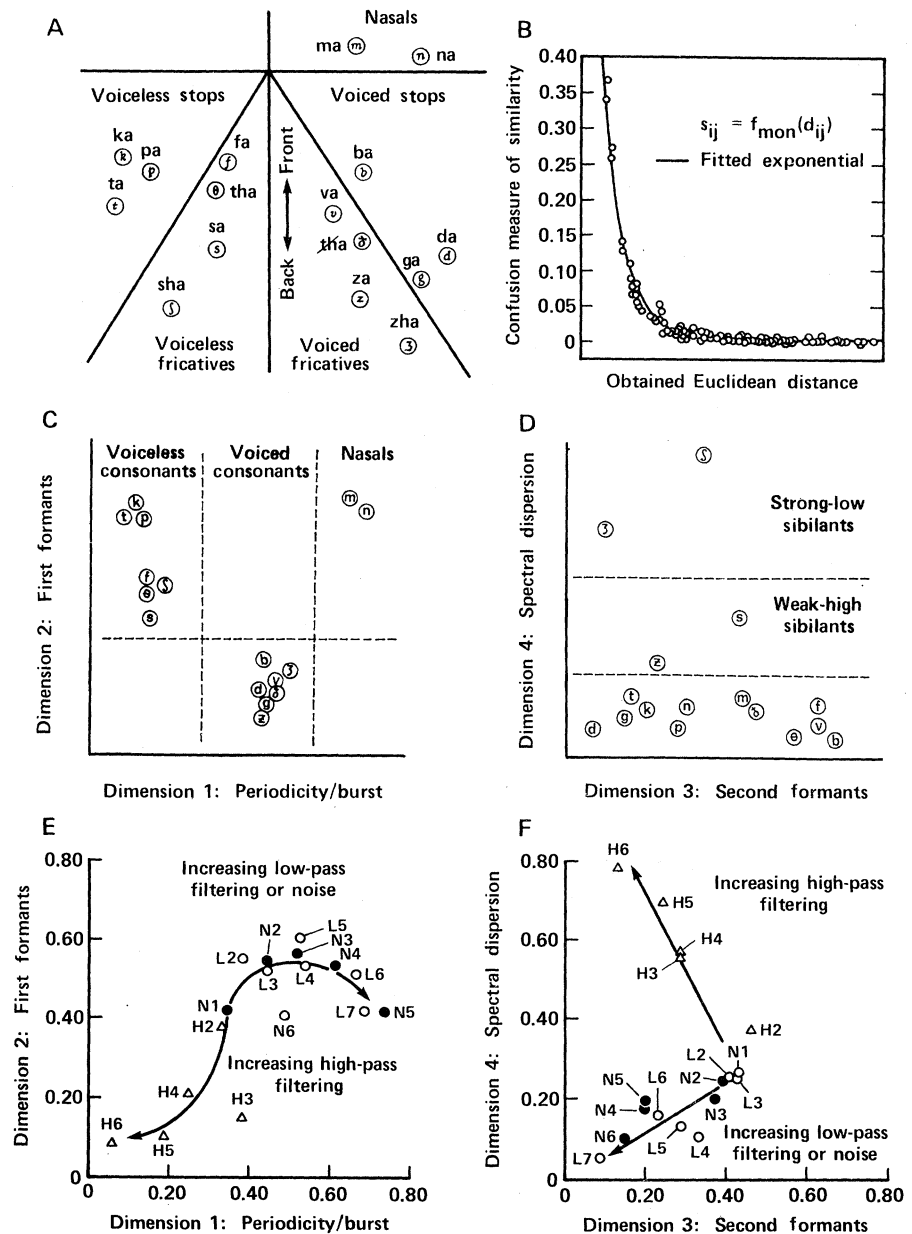 A
Nasals
ma m n na
Voiceless stops
Voiced stops
ka k
pa p
ta t
fa f
θ tha
sa s
sha ʃ
Voiceless
fricatives
Front
Back
ba b
va v
tha ð
da d
ga g
za z
zha ʒ
Voiced
fricatives
B
Confusion measure of similarity
0.40
0.35
0.30
0.25
0.20
0.15
0.10
0.05
0
s_ij = f_mon(d_ij)
Fitted exponential
Obtained Euclidean distance
C
Dimension 2: First formants
Voiceless
consonants
Voiced
consonants
Nasals
k
t p
f ʃ
θ
s
m
n
b ʒ
v
d ð
g
z
Dimension 1: Periodicity/burst
D
Dimension 4: Spectral dispersion
ʃ
Strong-low
sibilants
ʒ
Weak-high
sibilants
s
z
t m f
k n ð
g v
d p θ b
Dimension 3: Second formants
E
Dimension 2: First formants
0.80
0.60
0.40
0.20
0
Increasing low-pass
filtering or noise
L5
N2 N3
L2 N4
L3 L4 L6
N1
H2 N6 L7 N5
Increasing high-pass
filtering
H4
H3
H6 H5
0 0.20 0.40 0.60 0.80
Dimension 1: Periodicity/burst
F
Dimension 4: Spectral dispersion
0.80
0.60
0.40
0.20
0
H6
H5
Increasing high-pass
filtering
H4
H3
H2
L2 N1
N5 L6 N2
N4 N3 L3
N6
L7 L5 L4
Increasing low-pass
filtering or noise
0 0.20 0.40 0.60 0.80
Dimension 3: Second formants